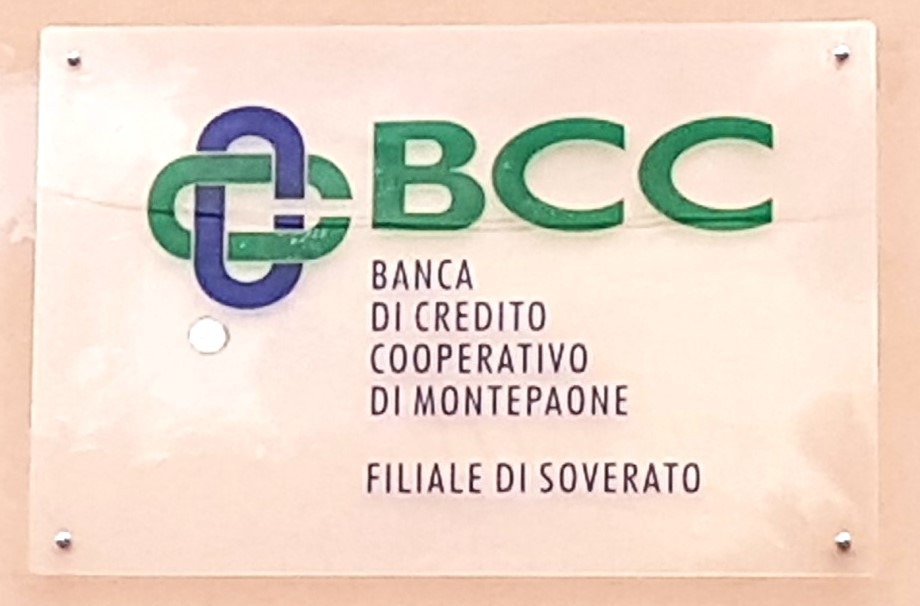 BCC
BANCA
DI CREDITO
COOPERATIVO
DI MONTEPAONE
FILIALE DI SOVERATO